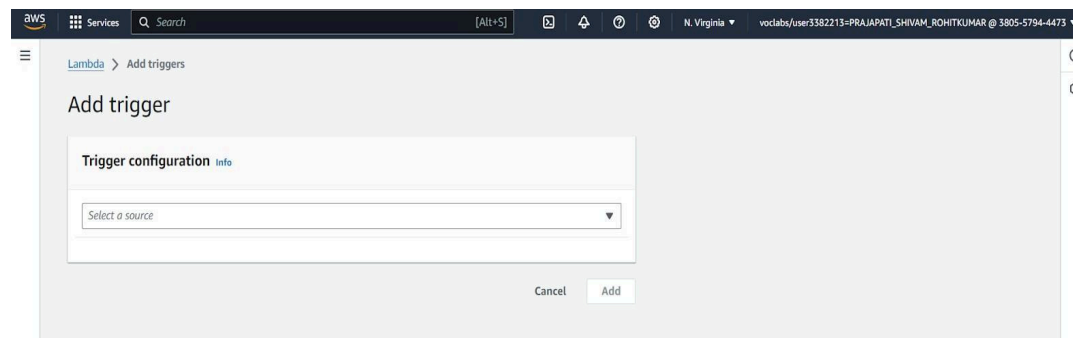 aws Services Search [Alt+S] N. Virginia ▼ voclabs/user3382213=PRAJAPATI_SHIVAM_ROHITKUMAR @ 3805-5794-4473 ▼
Lambda > Add triggers
Add trigger
Trigger configuration Info
Select a source ▼
Cancel Add